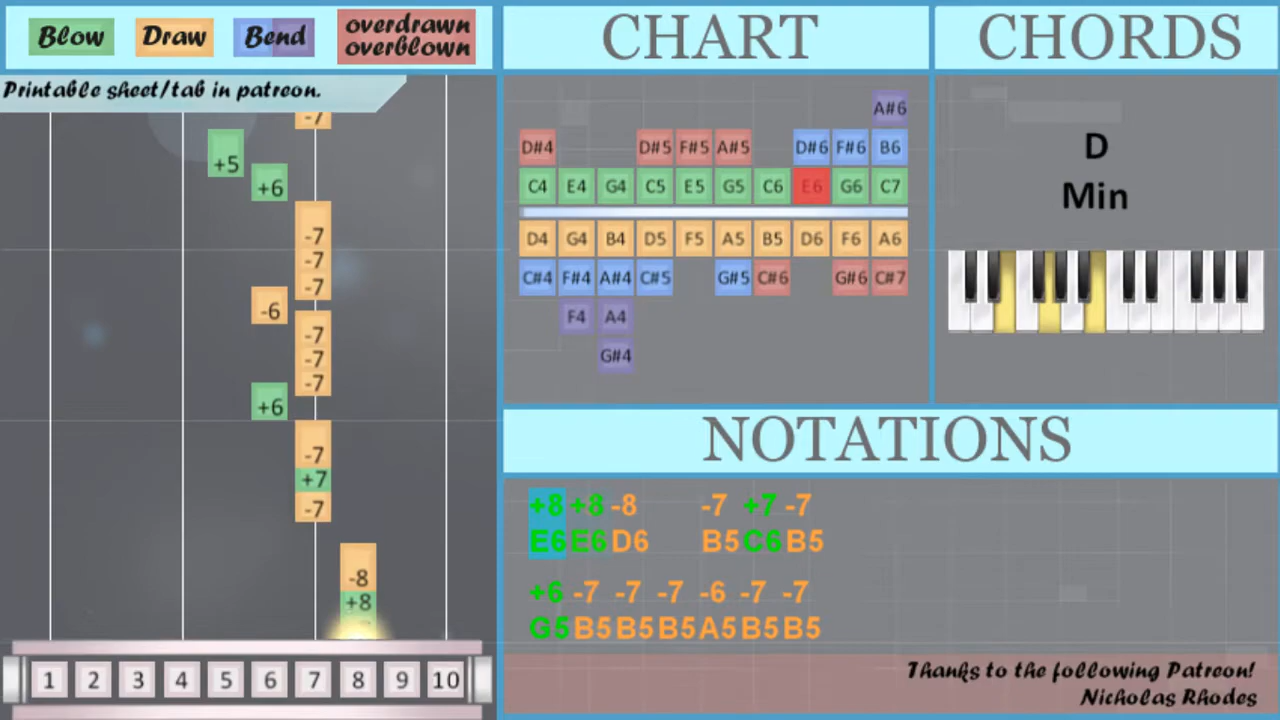 Blow Draw Bend overdrawn
overblown
CHART
CHORDS
Printable sheet/tab in patreon.
-7
+5
+6
-7
-7
-7
-6
-7
-7
-7
+6
-7
+7
-7
-8
+8
1 2 3 4 5 6 7 8 9 10
A#6
D#4 D#5 F#5 A#5 D#6 F#6 B6
C4 E4 G4 C5 E5 G5 C6 E6 G6 C7
D4 G4 B4 D5 F5 A5 B5 D6 F6 A6
C#4 F#4 A#4 C#5 G#5 C#6 G#6 C#7
F4 A4
G#4
D
Min
NOTATIONS
+8 +8 -8 -7 +7 -7
E6 E6 D6 B5 C6 B5
+6 -7 -7 -7 -6 -7 -7
G5 B5 B5 B5 A5 B5 B5
Thanks to the following Patreon!
Nicholas Rhodes